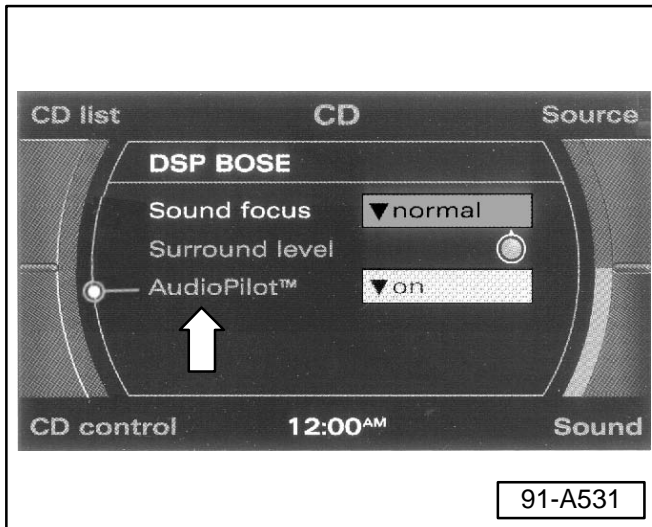 CD list CD Source
DSP BOSE
Sound focus ▼normal
Surround level
AudioPilot™ ▼on
CD control 12:00AM Sound
91-A531